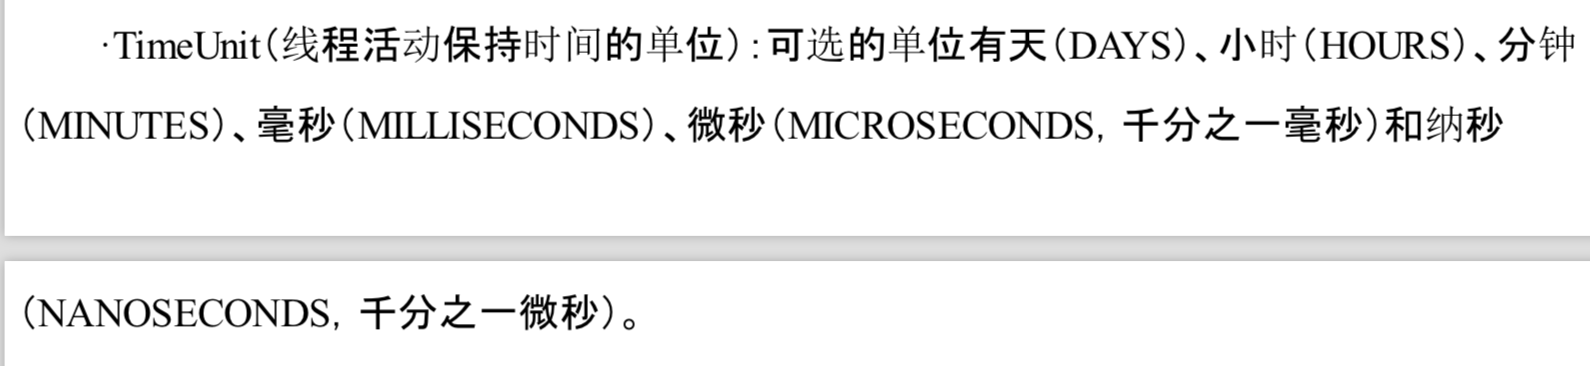 ·TimeUnit(线程活动保持时间的单位):可选的单位有天(DAYS)、小时(HOURS)、分钟
(MINUTES)、毫秒(MILLISECONDS)、微秒(MICROSECONDS, 千分之一毫秒)和纳秒
(NANOSECONDS, 千分之一微秒)。